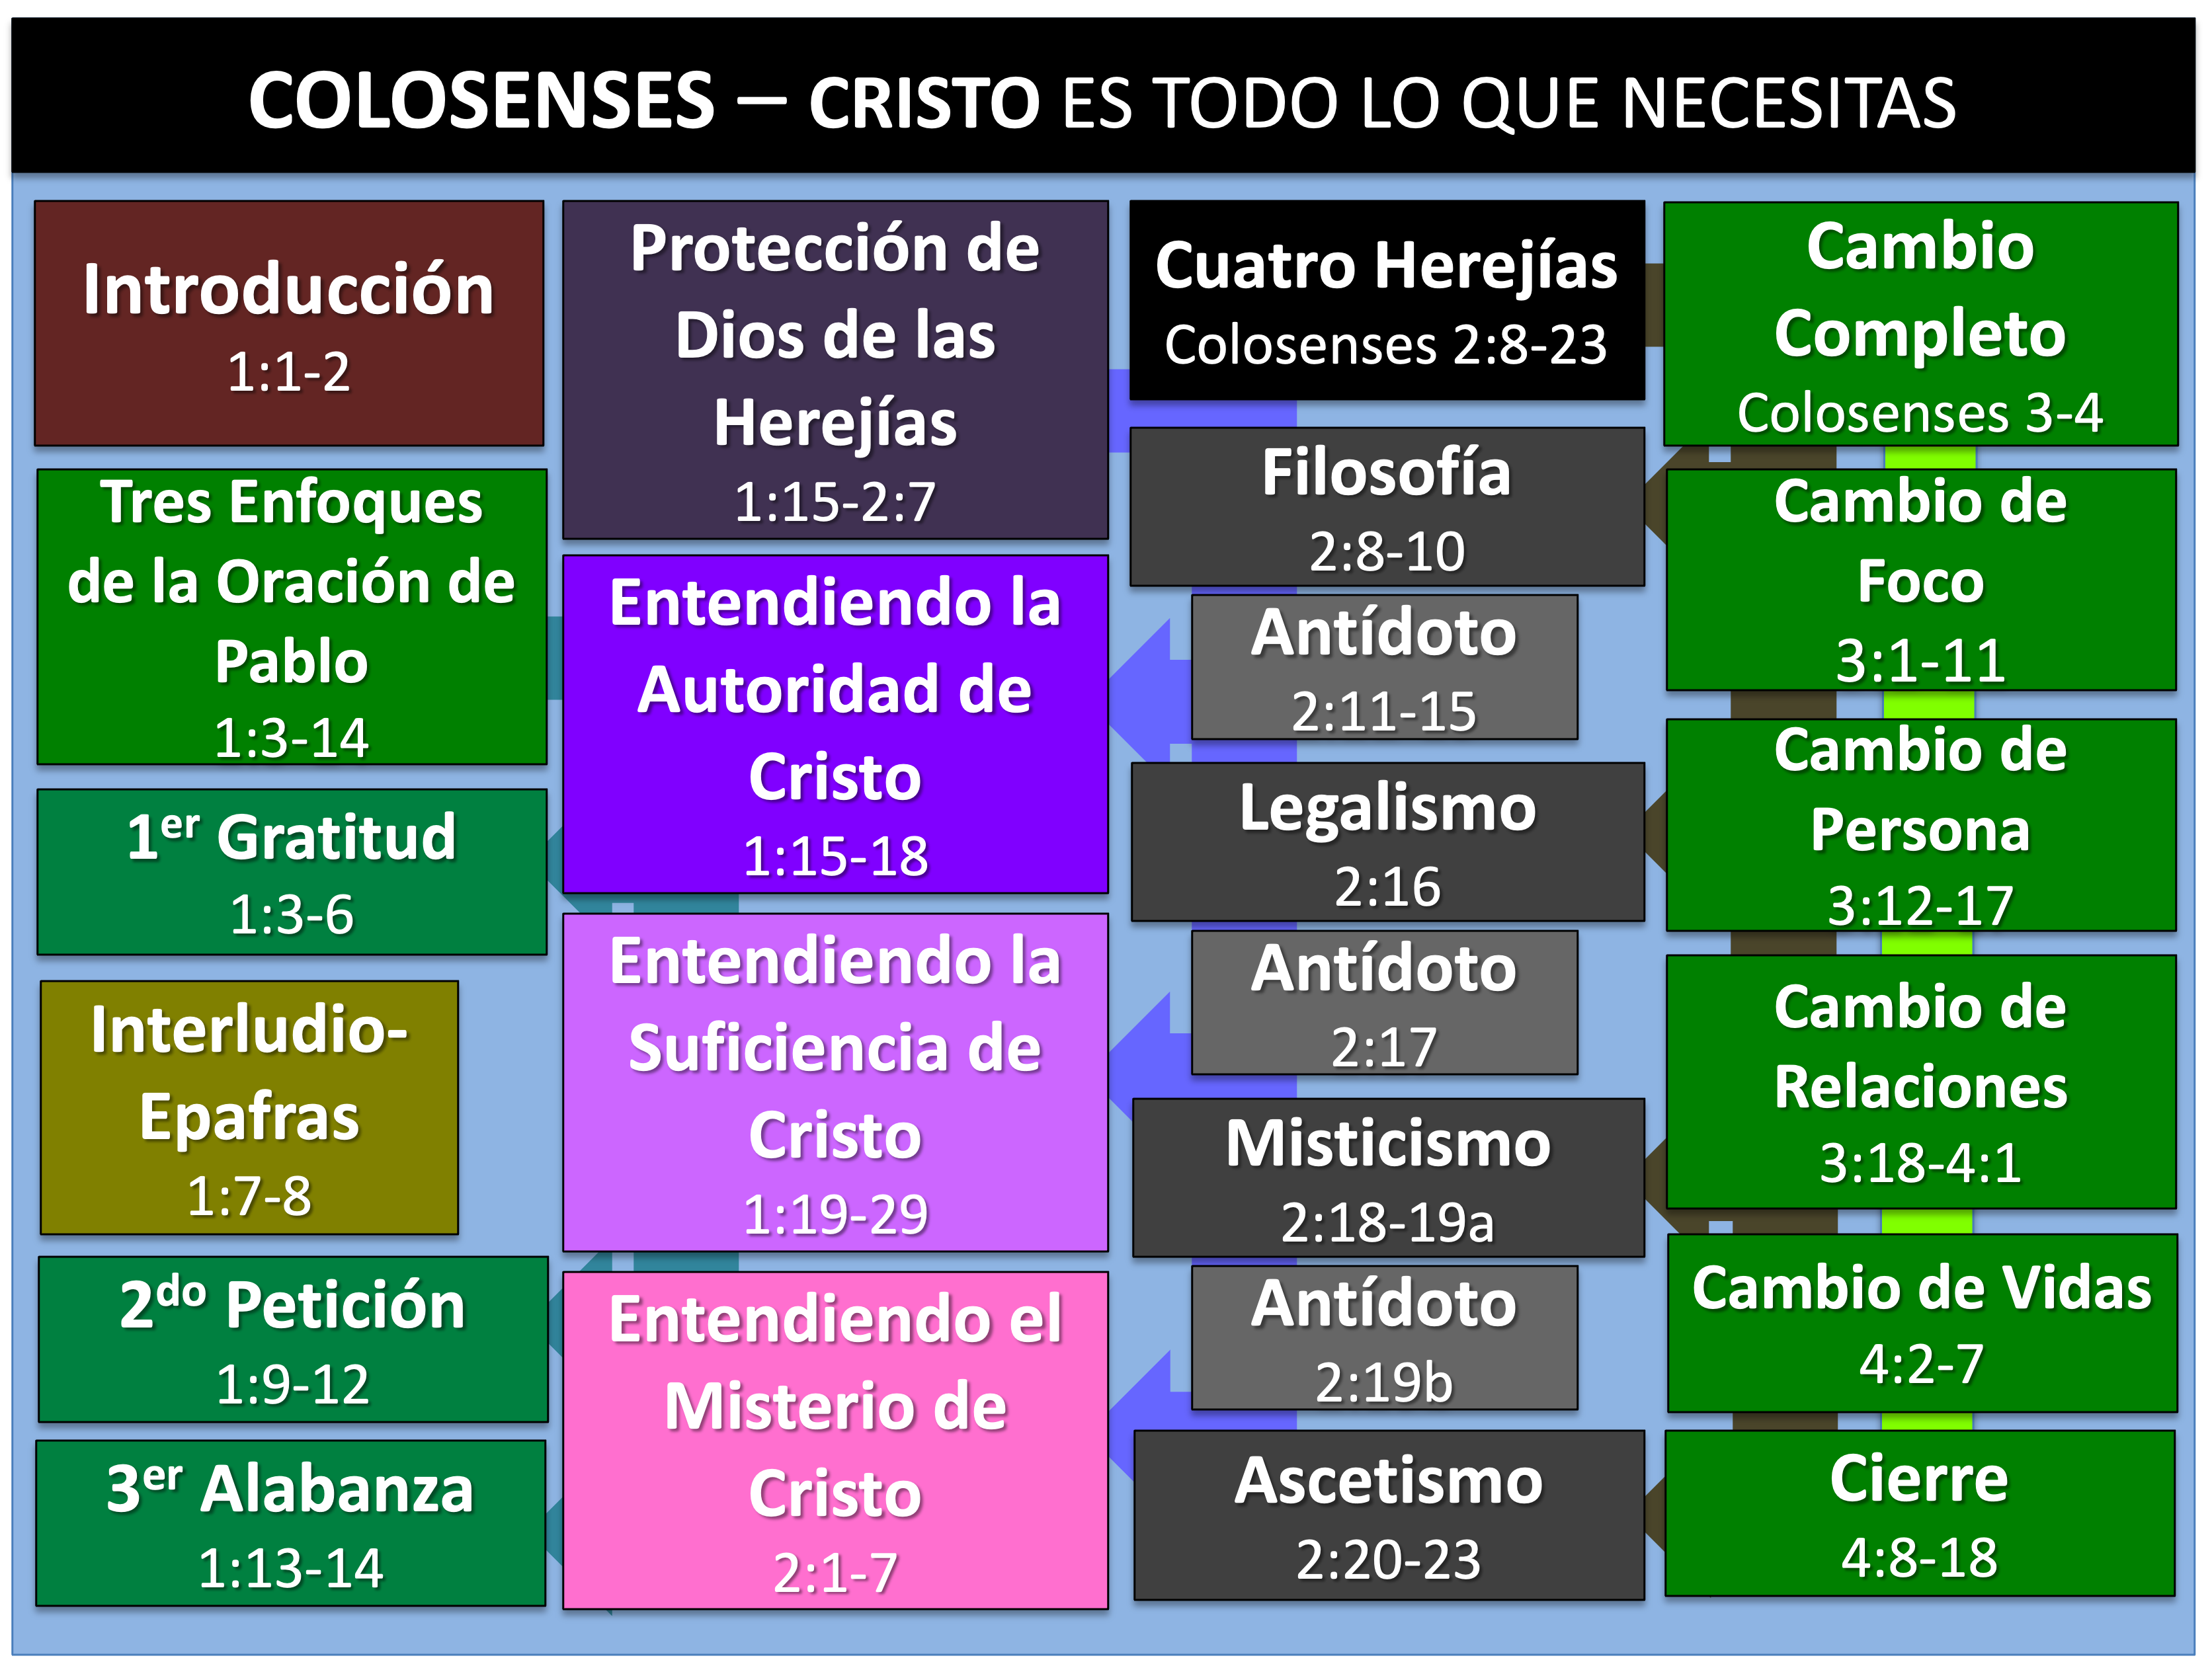 COLOSENSES – CRISTO ES TODO LO QUE NECESITAS
Introducción
1:1-2
Tres Enfoques
de la Oración de
Pablo
1:3-14
1er Gratitud
1:3-6
Interludio-
Epafras
1:7-8
2do Petición
1:9-12
3er Alabanza
1:13-14
Protección de
Dios de las
Herejías
1:15-2:7
Entendiendo la
Autoridad de
Cristo
1:15-18
Entendiendo la
Suficiencia de
Cristo
1:19-29
Entendiendo el
Misterio de
Cristo
2:1-7
Cuatro Herejías
Colosenses 2:8-23
Filosofía
2:8-10
Antídoto
2:11-15
Legalismo
2:16
Antídoto
2:17
Misticismo
2:18-19a
Antídoto
2:19b
Ascetismo
2:20-23
Cambio
Completo
Colosenses 3-4
Cambio de
Foco
3:1-11
Cambio de
Persona
3:12-17
Cambio de
Relaciones
3:18-4:1
Cambio de Vidas
4:2-7
Cierre
4:8-18